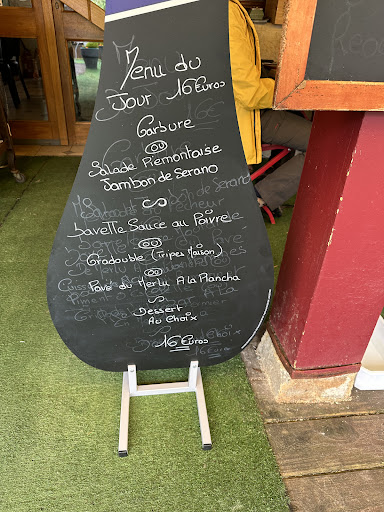 Menu du
Jour 16 Euros
Garbure
ou
Salade Piemontaise
Jambon de Serano
Bavette Sauce au Poivre
ou
Gradouble (Tripes Maison)
ou
Pavé du Merlu A la Plancha
Dessert
Au Choix
16 Euros